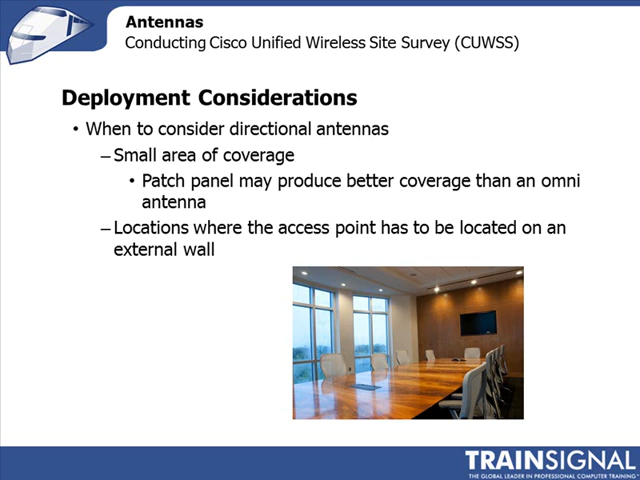 Antennas
Conducting Cisco Unified Wireless Site Survey (CUWSS)
Deployment Considerations
• When to consider directional antennas
– Small area of coverage
• Patch panel may produce better coverage than an omni
antenna
– Locations where the access point has to be located on an
external wall
TRAINSIGNAL
THE GLOBAL LEADER IN PROFESSIONAL COMPUTER TRAINING